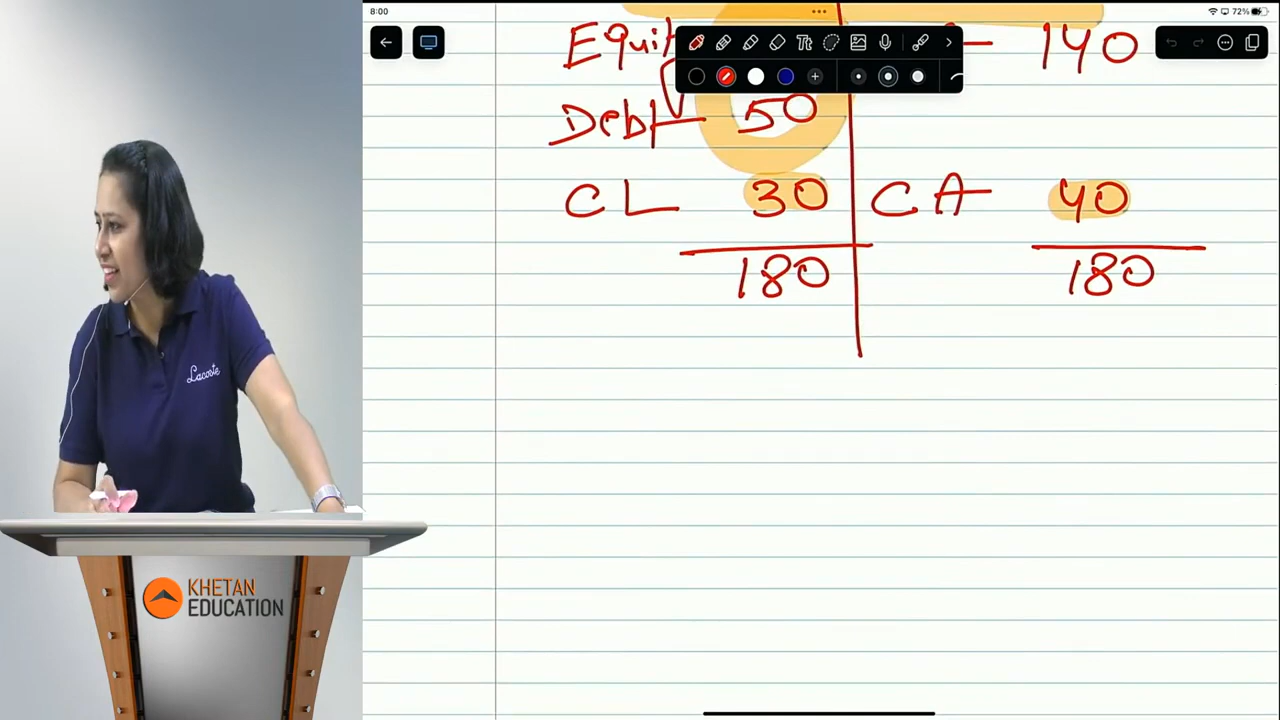 8:00
72%
Equit 140
Debt 50
CL 30 CA 40
180 180
Lacoste
KHETAN
EDUCATION